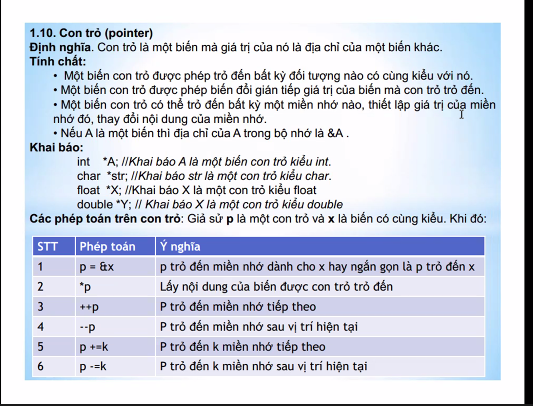 1.10. Con trỏ (pointer)
Định nghĩa. Con trỏ là một biến mà giá trị của nó là địa chỉ của một biến khác.
Tính chất:
• Một biến con trỏ được phép trỏ đến bất kỳ đối tượng nào có cùng kiểu với nó.
• Một biến con trỏ được phép biến đổi gián tiếp giá trị của biến mà con trỏ trỏ đến.
• Một biến con trỏ có thể trỏ đến bất kỳ một miền nhớ nào, thiết lập giá trị của miền
nhớ đó, thay đổi nội dung của miền nhớ.
• Nếu A là một biến thì địa chỉ của A trong bộ nhớ là &A .
Khai báo:
int *A; //Khai báo A là một biến con trỏ kiểu int.
char *str; //Khai báo str là một biến con trỏ kiểu char.
float *X; //Khai báo X là một con trỏ kiểu float
double *Y; // Khai báo X là một con trỏ kiểu double
Các phép toán trên con trỏ: Giả sử p là một con trỏ và x là biến có cùng kiểu. Khi đó:
STT Phép toán Ý nghĩa
1 p = &x p trỏ đến miền nhớ dành cho x hay ngắn gọn là p trỏ đến x
2 *p Lấy nội dung của biến được con trỏ trỏ đến
3 ++p P trỏ đến miền nhớ tiếp theo
4 --p P trỏ đến miền nhớ sau vị trí hiện tại
5 p +=k P trỏ đến k miền nhớ tiếp theo
6 p -=k P trỏ đến k miền nhớ sau vị trí hiện tại